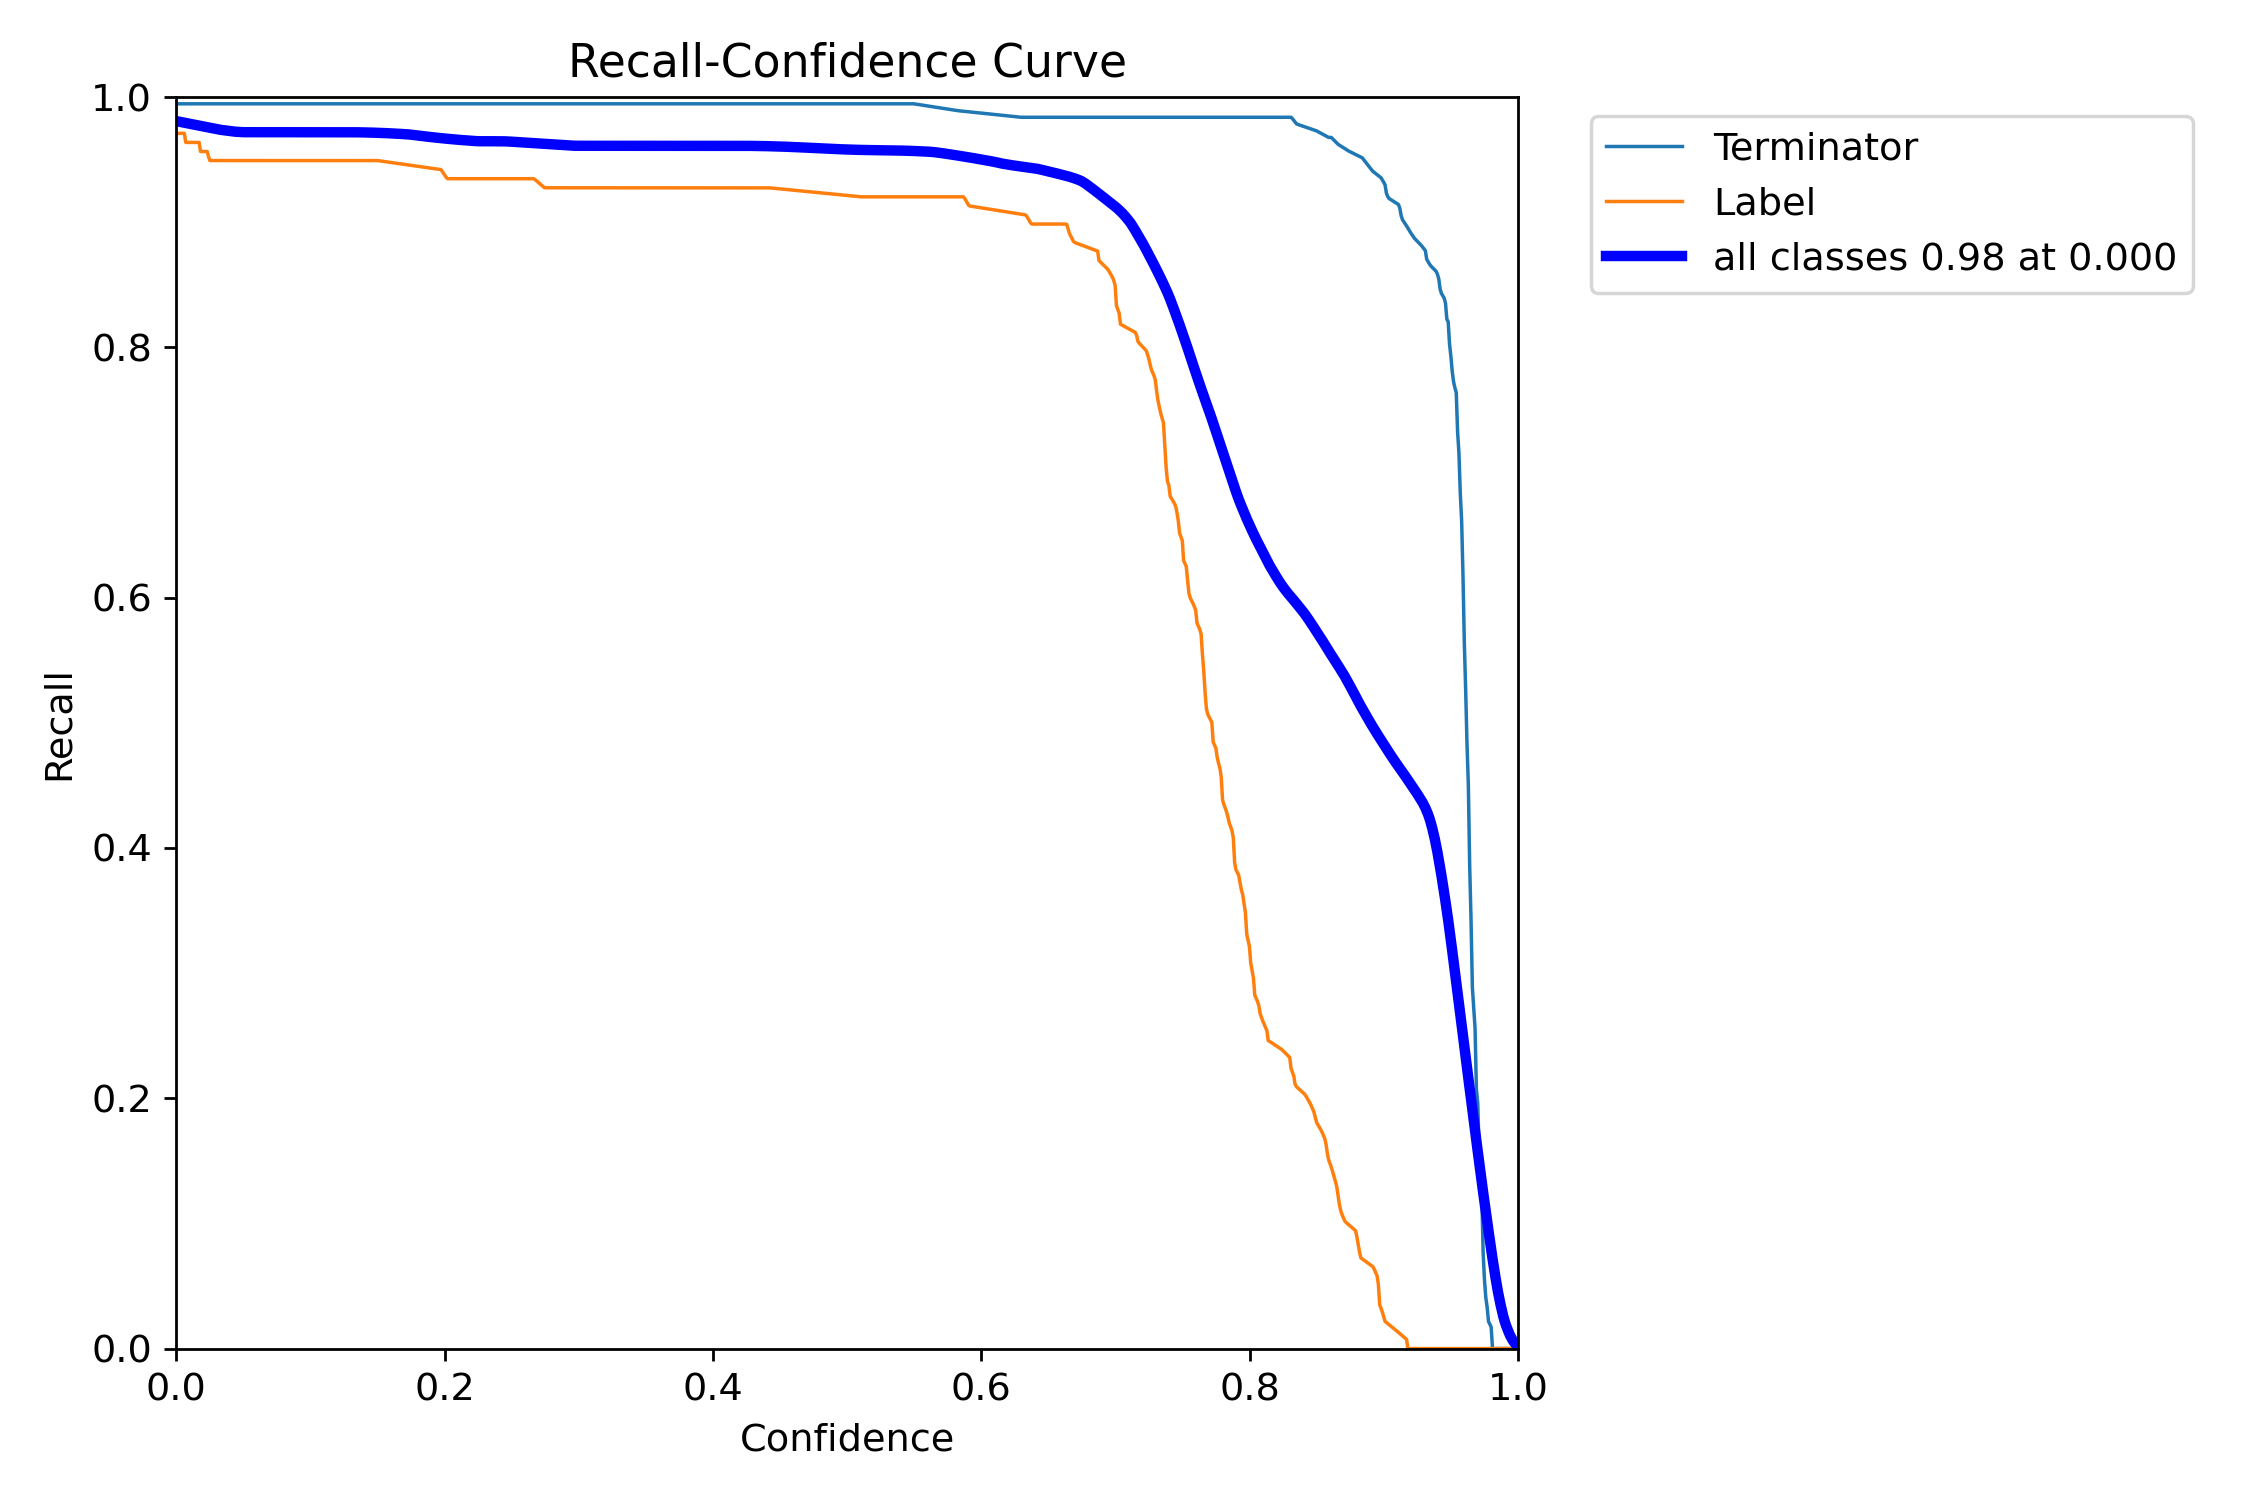 Recall-Confidence Curve
1.0
0.8
0.6
0.4
0.2
0.0
Recall
0.0 0.2 0.4 0.6 0.8 1.0
Confidence
Terminator
Label
all classes 0.98 at 0.000